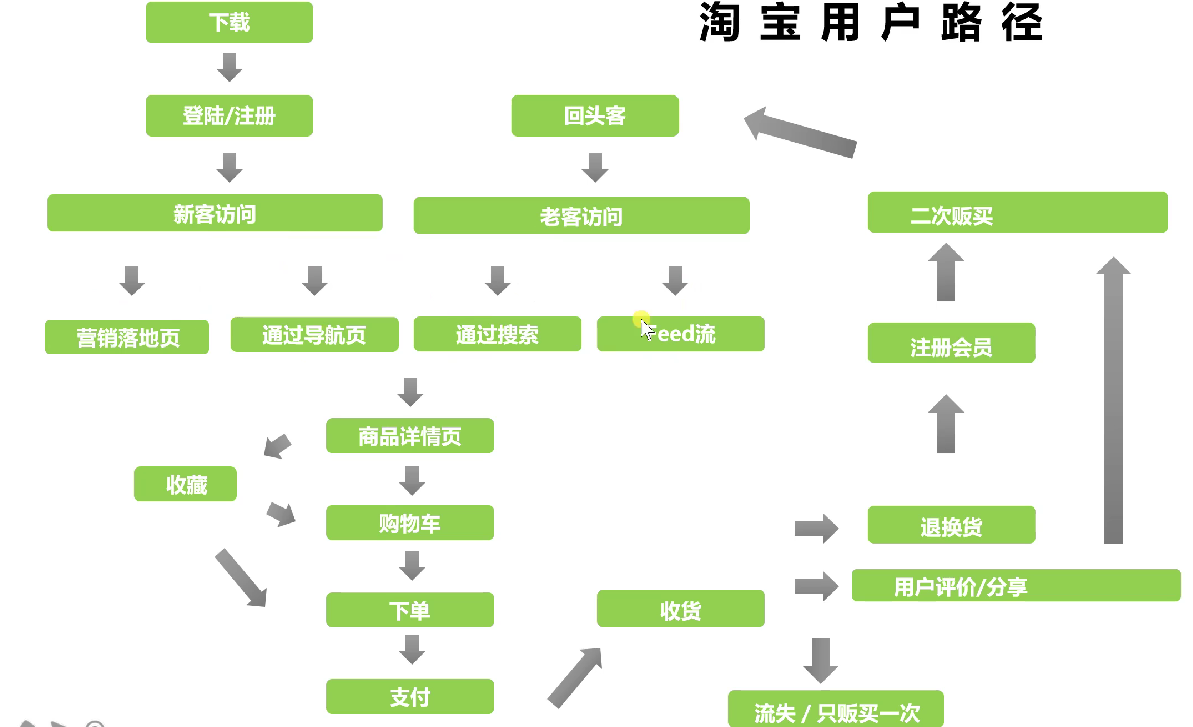 淘宝用户路径
下载
登陆/注册
回头客
新客访问
老客访问
二次贩买
营销落地页
通过导航页
通过搜索
eed流
注册会员
商品详情页
收藏
购物车
退换货
用户评价/分享
下单
收货
支付
流失 / 只贩买一次